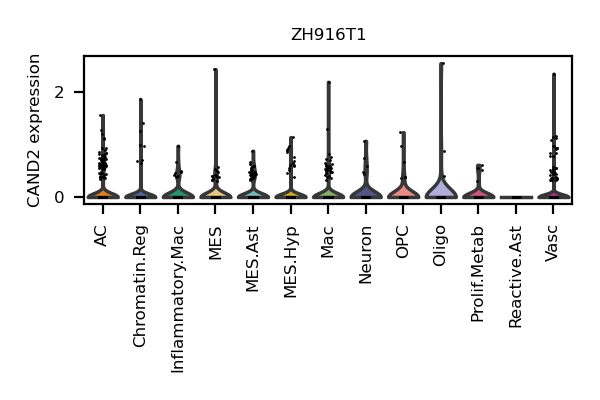 ZH916T1
CAND2 expression
2
0
AC
Chromatin.Reg
Inflammatory.Mac
MES
MES.Ast
MES.Hyp
Mac
Neuron
OPC
Oligo
Prolif.Metab
Reactive.Ast
Vasc